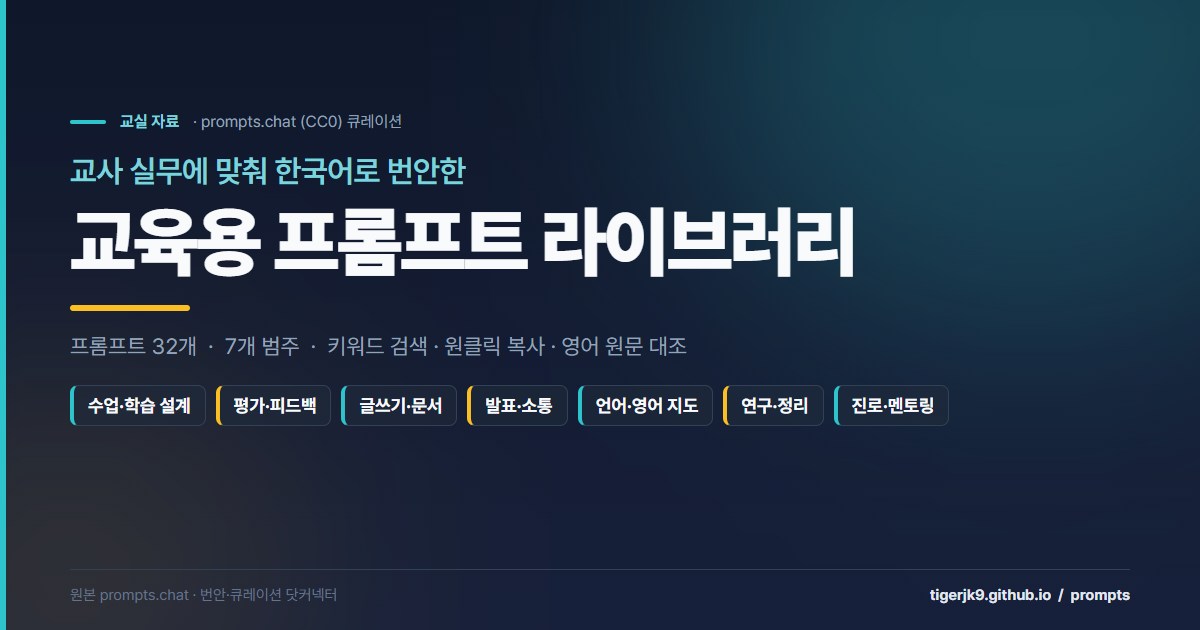 교실 자료 · prompts.chat (CC0) 큐레이션
교사 실무에 맞춰 한국어로 번안한
교육용 프롬프트 라이브러리
프롬프트 32개 · 7개 범주 · 키워드 검색 · 원클릭 복사 · 영어 원문 대조
수업·학습 설계 평가·피드백 글쓰기·문서 발표·소통 언어·영어 지도 연구·정리 진로·멘토링
원본 prompts.chat · 번안·큐레이션 닷커넥터 tigerjk9.github.io / prompts